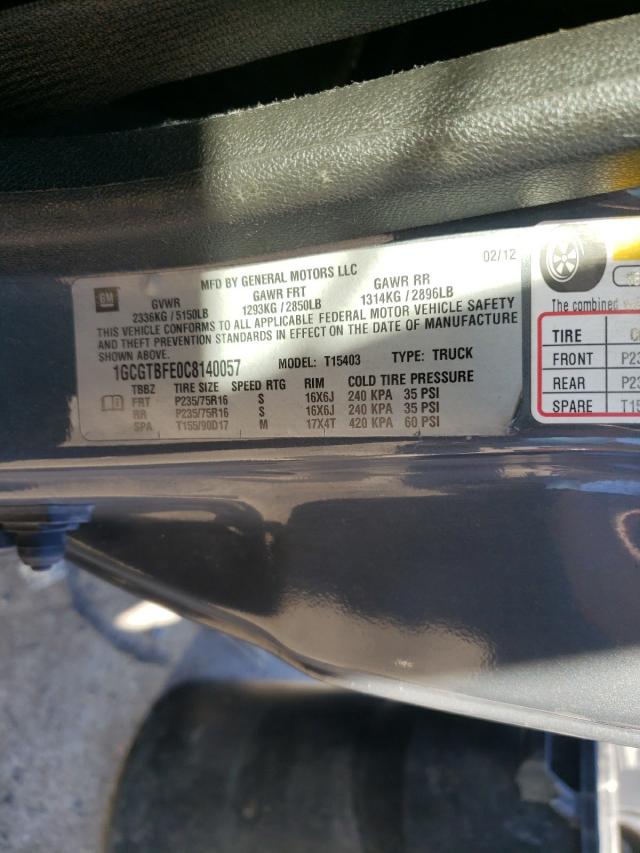 02/12
MFD BY GENERAL MOTORS LLC
GM
GVWR GAWR FRT GAWR RR
2336KG / 5150LB 1293KG / 2850LB 1314KG / 2896LB
THIS VEHICLE CONFORMS TO ALL APPLICABLE FEDERAL MOTOR VEHICLE SAFETY
AND THEFT PREVENTION STANDARDS IN EFFECT ON THE DATE OF MANUFACTURE
SHOWN ABOVE.
1GCGTBFE0C8140057 MODEL: T15403 TYPE: TRUCK
TBBZ TIRE SIZE SPEED RTG RIM COLD TIRE PRESSURE
FRT P235/75R16 S 16X6J 240 KPA 35 PSI
RR P235/75R16 S 16X6J 240 KPA 35 PSI
SPA T155/90D17 M 17X4T 420 KPA 60 PSI
The combined
TIRE
FRONT P23
REAR P23
SPARE T15